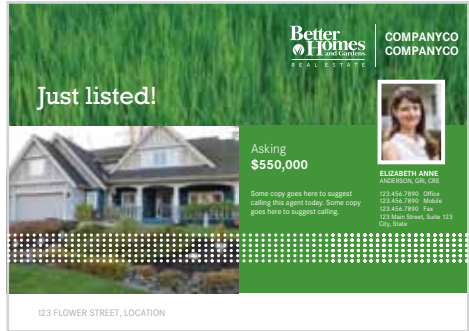 Better
Homes
and Gardens
REAL ESTATE
COMPANYCO
COMPANYCO
Just listed!
Asking
$550,000
Some copy goes here to suggest
calling this agent today. Some copy
goes here to suggest calling.
ELIZABETH ANNE
ANDERSON, GRI, CRS
123.456.7890 Office
123.456.7890 Mobile
123.456.7890 Fax
123 Main Street, Suite 123
City, State
123 FLOWER STREET, LOCATION